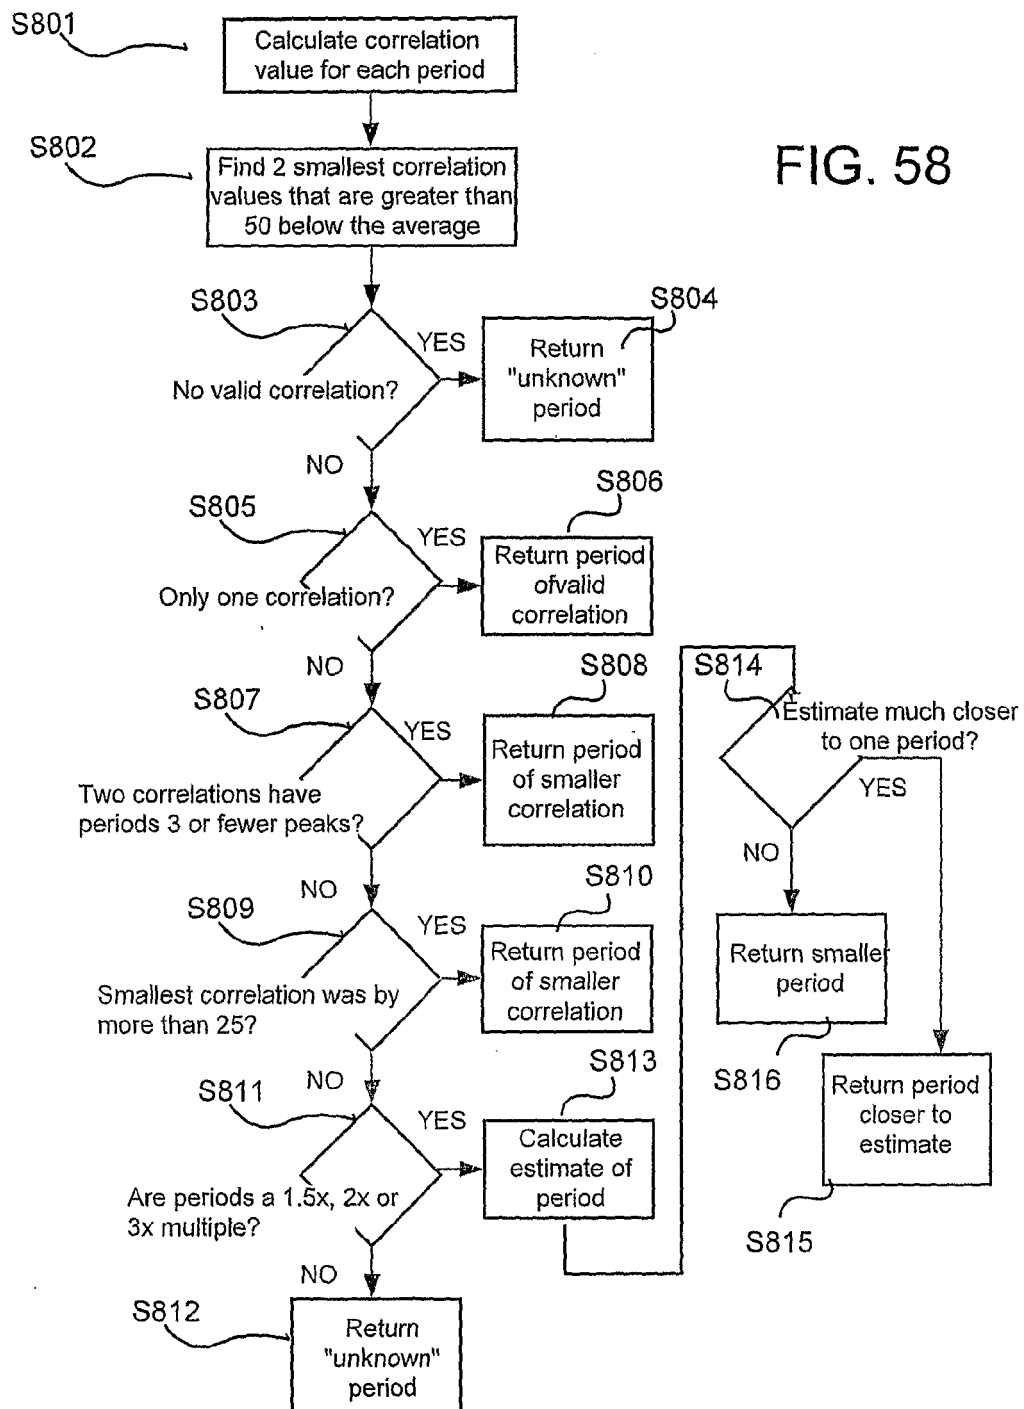 S801
Calculate correlation
value for each period
S802
Find 2 smallest correlation
values that are greater than
50 below the average
FIG. 58
S803
No valid correlation?
YES
S804
Return
"unknown"
period
NO
S805
Only one correlation?
YES
S806
Return period
ofvalid
correlation
NO
S807
Two correlations have
periods 3 or fewer peaks?
YES
S808
Return period
of smaller
correlation
NO
S809
Smallest correlation was by
more than 25?
YES
S810
Return period
of smaller
correlation
NO
S811
Are periods a 1.5x, 2x or
3x multiple?
YES
S813
Calculate
estimate of
period
NO
S812
Return
"unknown"
period
S814
Estimate much closer
to one period?
YES
NO
Return smaller
period
S816
Return period
closer to
estimate
S815